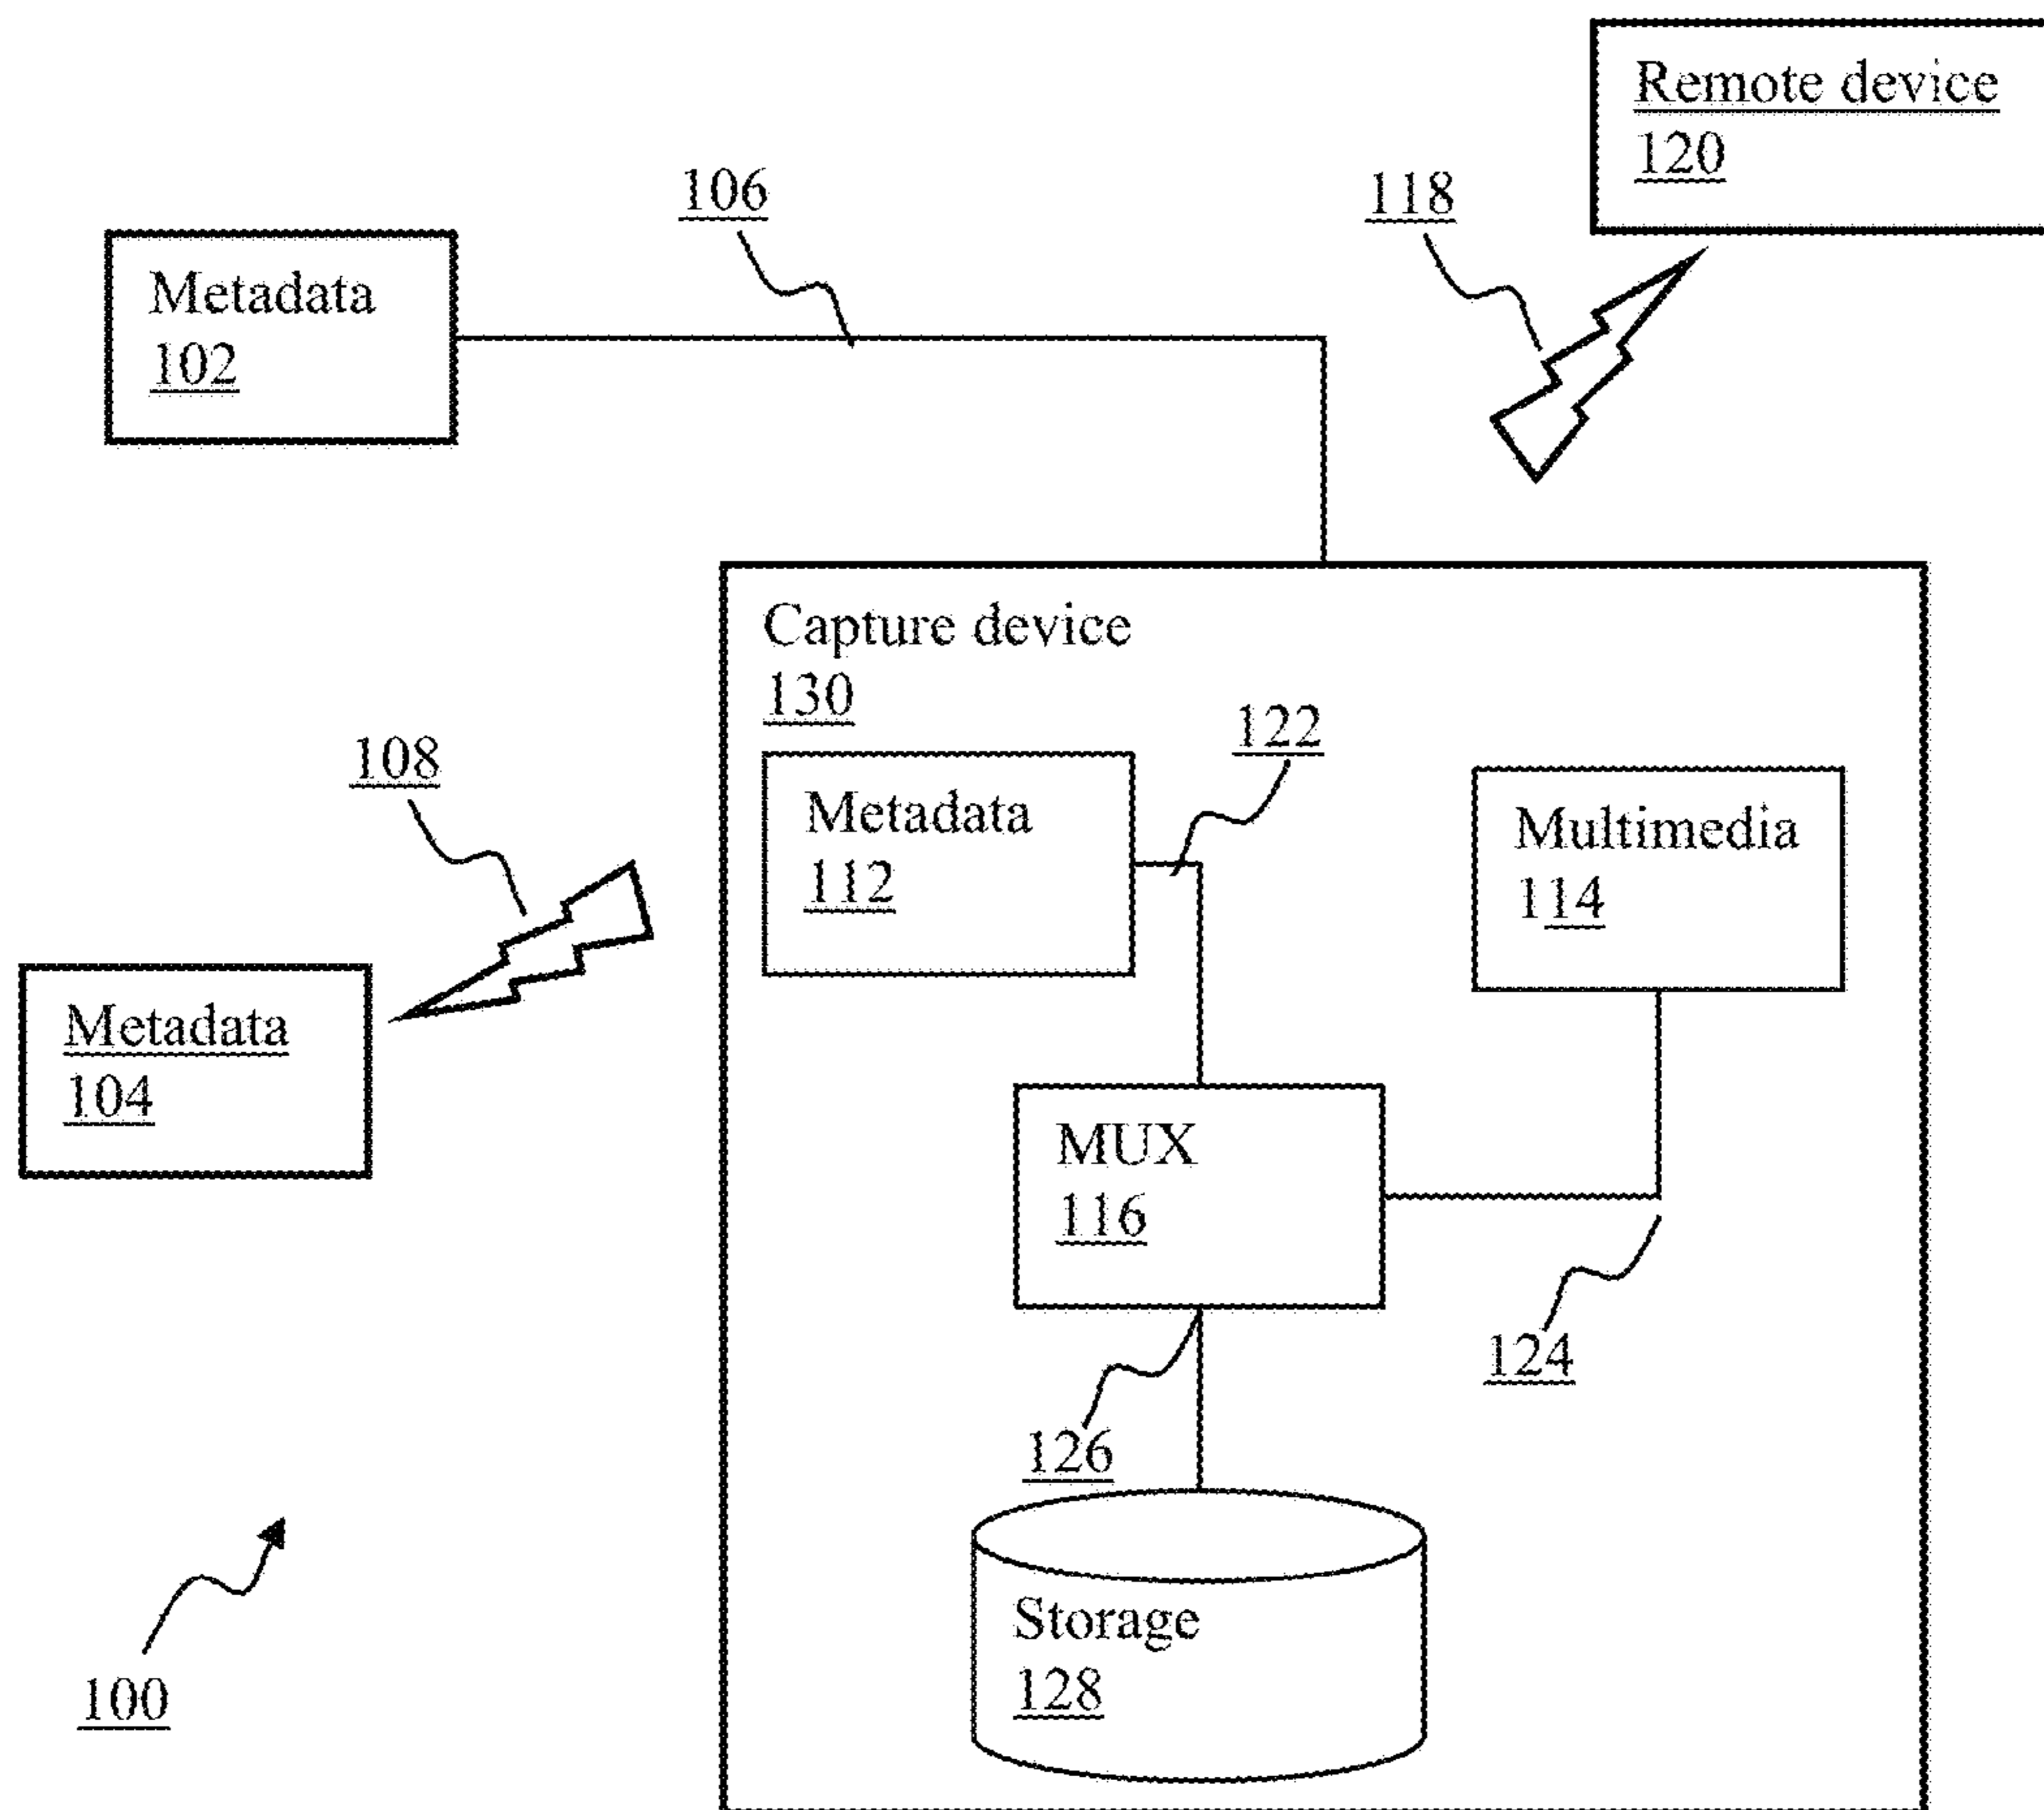 Remote device
120
106
118
Metadata
102
Capture device
130
122
108
Metadata
112
Multimedia
114
Metadata
104
MUX
116
124
126
Storage
128
100